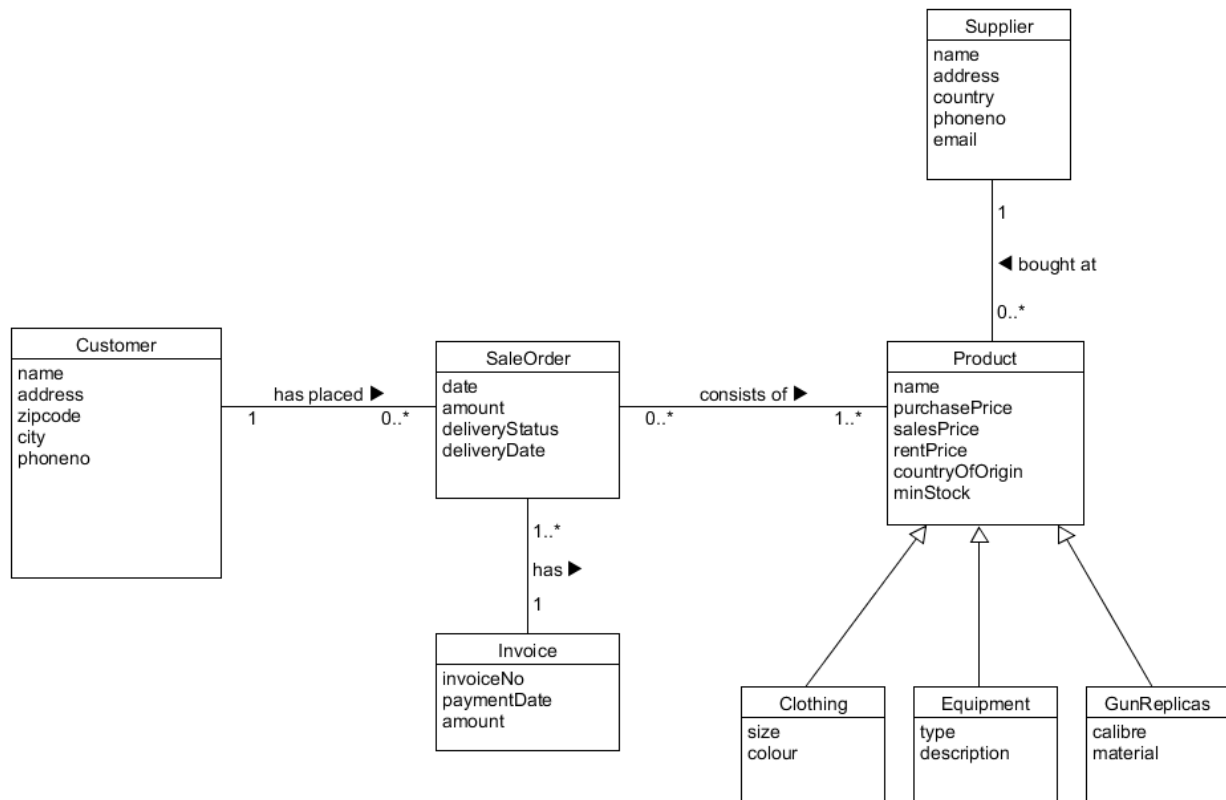 Supplier
name
address
country
phoneno
email
1
◀ bought at
0..*
Customer
name
address
zipcode
city
phoneno
has placed ▶
1
0..*
SaleOrder
date
amount
deliveryStatus
deliveryDate
consists of ▶
0..*
1..*
Product
name
purchasePrice
salesPrice
rentPrice
countryOfOrigin
minStock
1..*
has ▶
1
Invoice
invoiceNo
paymentDate
amount
Clothing
size
colour
Equipment
type
description
GunReplicas
calibre
material